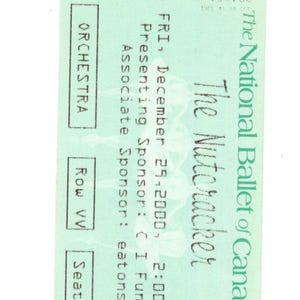 The National Ballet of Cana
The Nutcracker
FRI, December 29,2000, 2:00
Presenting Sponsor: C I Fun
Associate Sponsor: eatons
ORCHESTRA
Row VV
Seat